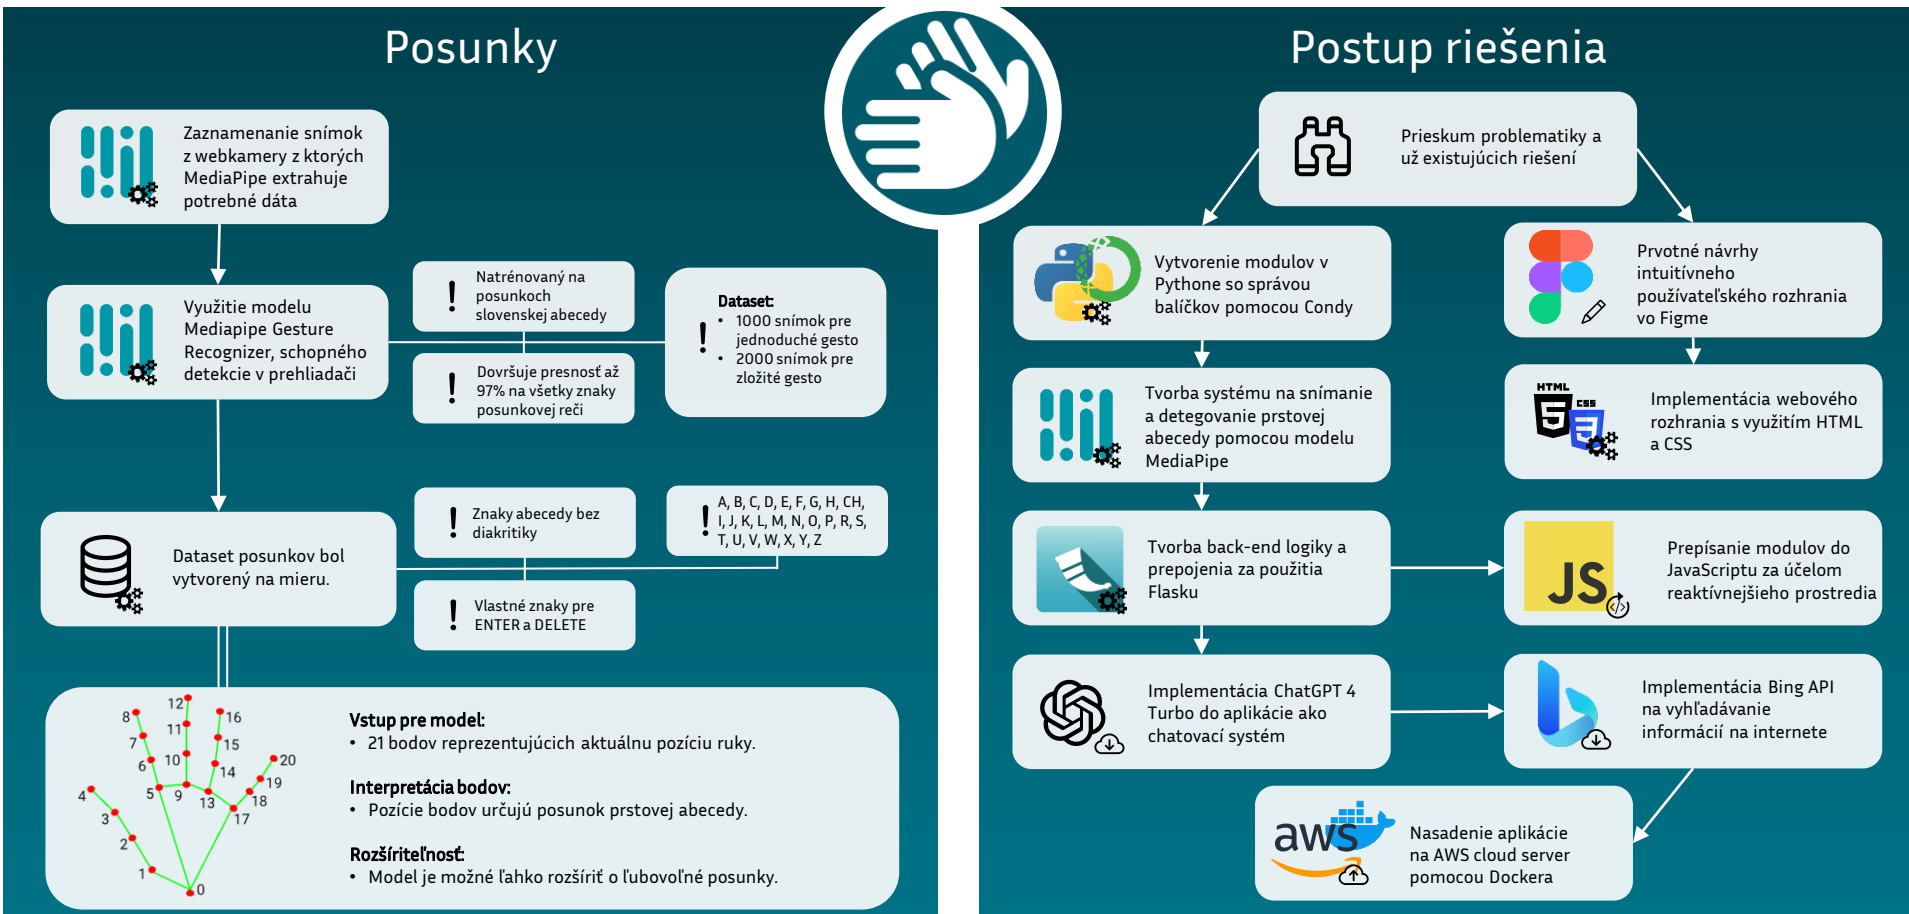 Posunky
Zaznamenanie snímok
z webkamery z ktorých
MediaPipe extrahuje
potrebné dáta
Využitie modelu
Mediapipe Gesture
Recognizer, schopného
detekcie v prehliadači
!
Natrénovaný na
posunkoch
slovenskej abecedy
!
Dovršuje presnosť až
97% na všetky znaky
posunkovej reči
!
Dataset:
• 1000 snímok pre
jednoduché gesto
• 2000 snímok pre
zložité gesto
Dataset posunkov bol
vytvorený na mieru.
!
Znaky abecedy bez
diakritiky
!
A, B, C, D, E, F, G, H, CH,
I, J, K, L, M, N, O, P, R, S,
T, U, V, W, X, Y, Z
!
Vlastné znaky pre
ENTER a DELETE
12
8
16
11
7
15
10
6
14
20
19
4
5
9
13
18
3
17
2
1
0
Vstup pre model:
• 21 bodov reprezentujúcich aktuálnu pozíciu ruky.
Interpretácia bodov:
• Pozície bodov určujú posunok prstovej abecedy.
Rozšíriteľnosť:
• Model je možné ľahko rozšíriť o ľubovoľné posunky.
Postup riešenia
Prieskum problematiky a
už existujúcich riešení
Vytvorenie modulov v
Pythone so správou
balíčkov pomocou Condy
Prvotné návrhy
intuitívneho
používateľského rozhrania
vo Figme
Tvorba systému na snímanie
a detegovanie prstovej
abecedy pomocou modelu
MediaPipe
HTML
5
CSS
3
Implementácia webového
rozhrania s využitím HTML
a CSS
Tvorba back-end logiky a
prepojenia za použitia
Flasku
JS
</>
Prepísanie modulov do
JavaScriptu za účelom
reaktívnejšieho prostredia
Implementácia ChatGPT 4
Turbo do aplikácie ako
chatovací systém
Implementácia Bing API
na vyhľadávanie
informácií na internete
aws
Nasadenie aplikácie
na AWS cloud server
pomocou Dockera